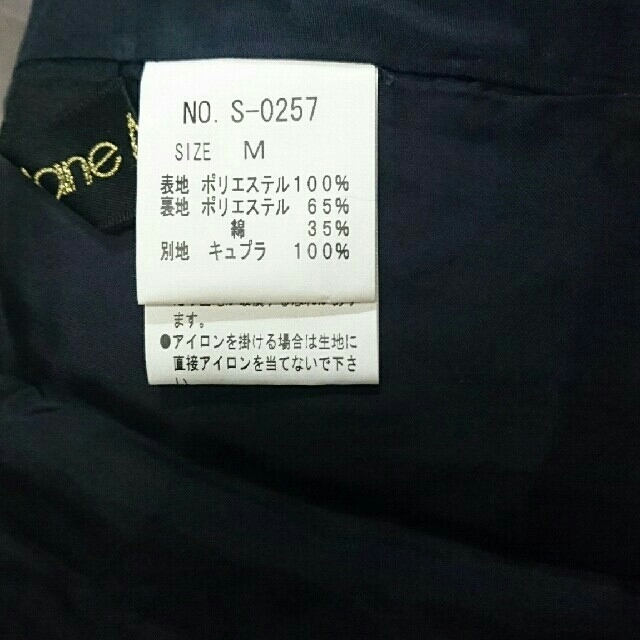 NO. S-0257
SIZE M
表地 ポリエステル100%
裏地 ポリエステル 65%
綿 35%
別地 キュプラ 100%
ます。
●アイロンを掛ける場合は生地に
直接アイロンを当てないで下さ
い